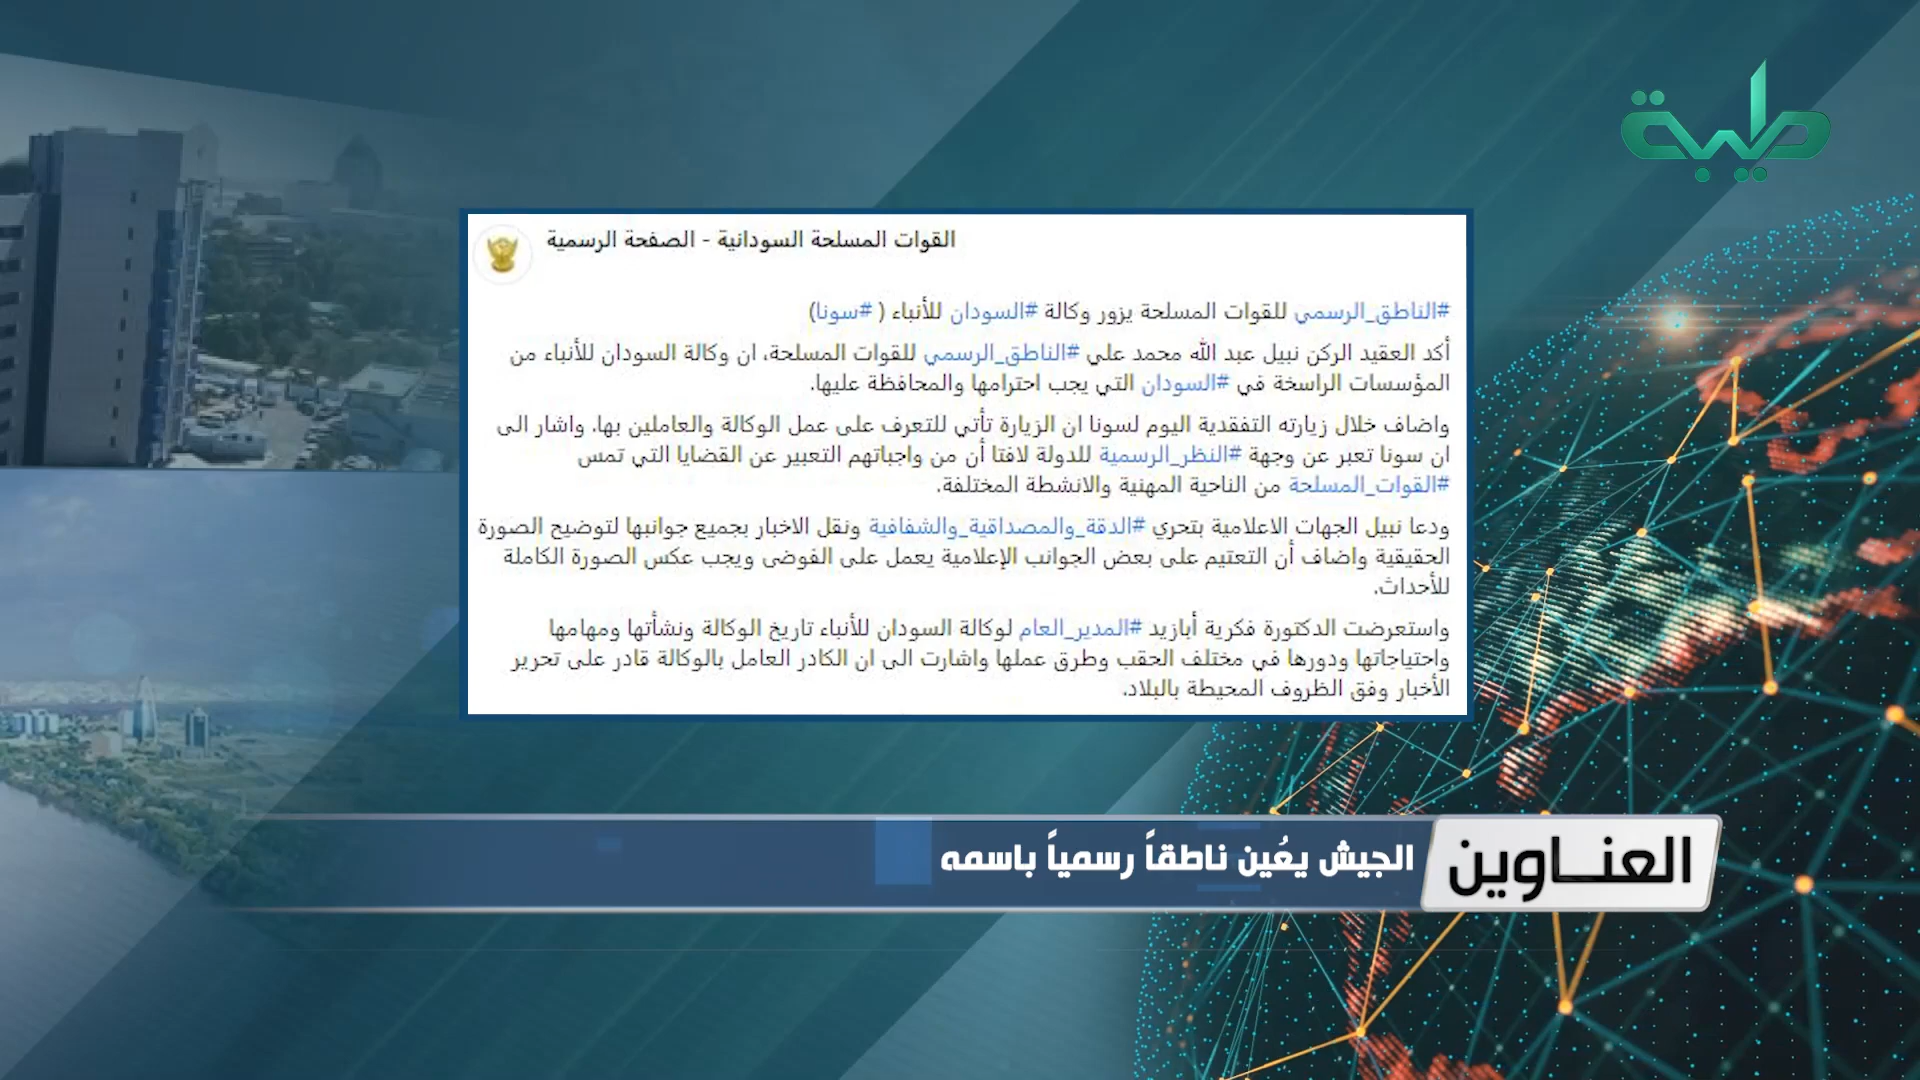 طيبة
القوات المسلحة السودانية - الصفحة الرسمية
#الناطق_الرسمي للقوات المسلحة يزور وكالة #السودان للأنباء ( #سونا)
أكد العقيد الركن نبيل عبد الله محمد علي #الناطق_الرسمي للقوات المسلحة، ان وكالة السودان للأنباء من
المؤسسات الراسخة في #السودان التي يجب احترامها والمحافظة عليها.
واضاف خلال زيارته التفقدية اليوم لسونا ان الزيارة تأتي للتعرف على عمل الوكالة والعاملين بها، واشار الى
ان سونا تعبر عن وجهة #النظر_الرسمية للدولة لافتا أن من واجباتهم التعبير عن القضايا التي تمس
#القوات_المسلحة من الناحية المهنية والانشطة المختلفة.
ودعا نبيل الجهات الاعلامية بتحري #الدقة_والمصداقية_والشفافية ونقل الاخبار بجميع جوانبها لتوضيح الصورة
الحقيقية واضاف أن التعتيم على بعض الجوانب الإعلامية يعمل على الفوضى ويجب عكس الصورة الكاملة
للأحداث.
واستعرضت الدكتورة فكرية أبازيد #المدير_العام لوكالة السودان للأنباء تاريخ الوكالة ونشأتها ومهامها
واحتياجاتها ودورها في مختلف الحقب وطرق عملها واشارت الى ان الكادر العامل بالوكالة قادر على تحرير
الأخبار وفق الظروف المحيطة بالبلاد.
العنـاوين
الجيش يعُين ناطقاً رسمياً باسمه